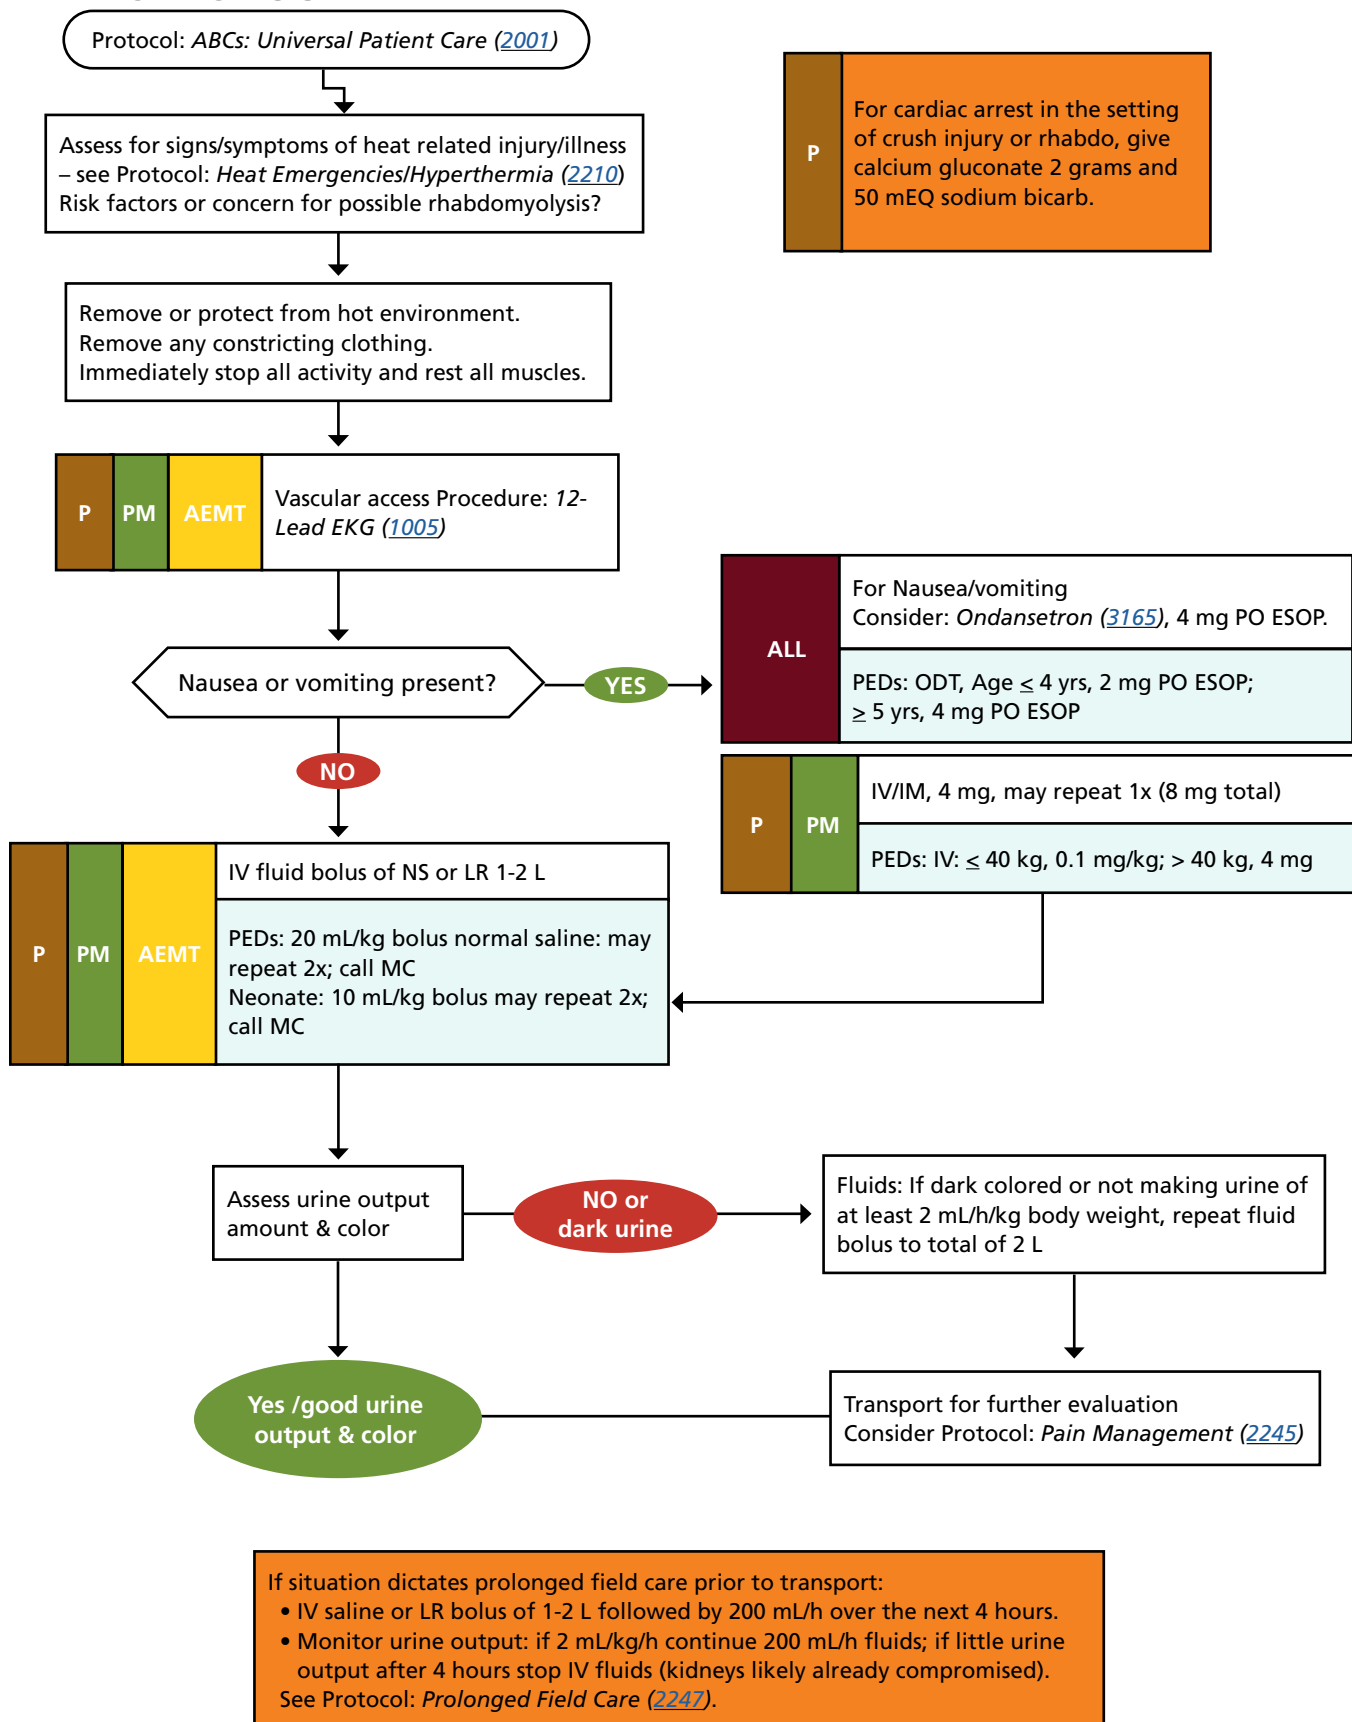 Protocol: ABCs: Universal Patient Care (2001)
P
For cardiac arrest in the setting
of crush injury or rhabdo, give
calcium gluconate 2 grams and
50 mEQ sodium bicarb.
Assess for signs/symptoms of heat related injury/illness
– see Protocol: Heat Emergencies/Hyperthermia (2210)
Risk factors or concern for possible rhabdomyolysis?
Remove or protect from hot environment.
Remove any constricting clothing.
Immediately stop all activity and rest all muscles.
P
PM
AEMT
Vascular access Procedure: 12-
Lead EKG (1005)
Nausea or vomiting present?
YES
ALL
For Nausea/vomiting
Consider: Ondansetron (3165), 4 mg PO ESOP.
PEDs: ODT, Age ≤ 4 yrs, 2 mg PO ESOP;
≥ 5 yrs, 4 mg PO ESOP
P
PM
IV/IM, 4 mg, may repeat 1x (8 mg total)
PEDs: IV: ≤ 40 kg, 0.1 mg/kg; > 40 kg, 4 mg
NO
P
PM
AEMT
IV fluid bolus of NS or LR 1-2 L
PEDs: 20 mL/kg bolus normal saline: may
repeat 2x; call MC
Neonate: 10 mL/kg bolus may repeat 2x;
call MC
Assess urine output
amount & color
NO or
dark urine
Fluids: If dark colored or not making urine of
at least 2 mL/h/kg body weight, repeat fluid
bolus to total of 2 L
Yes /good urine
output & color
Transport for further evaluation
Consider Protocol: Pain Management (2245)
If situation dictates prolonged field care prior to transport:
• IV saline or LR bolus of 1-2 L followed by 200 mL/h over the next 4 hours.
• Monitor urine output: if 2 mL/kg/h continue 200 mL/h fluids; if little urine
output after 4 hours stop IV fluids (kidneys likely already compromised).
See Protocol: Prolonged Field Care (2247).